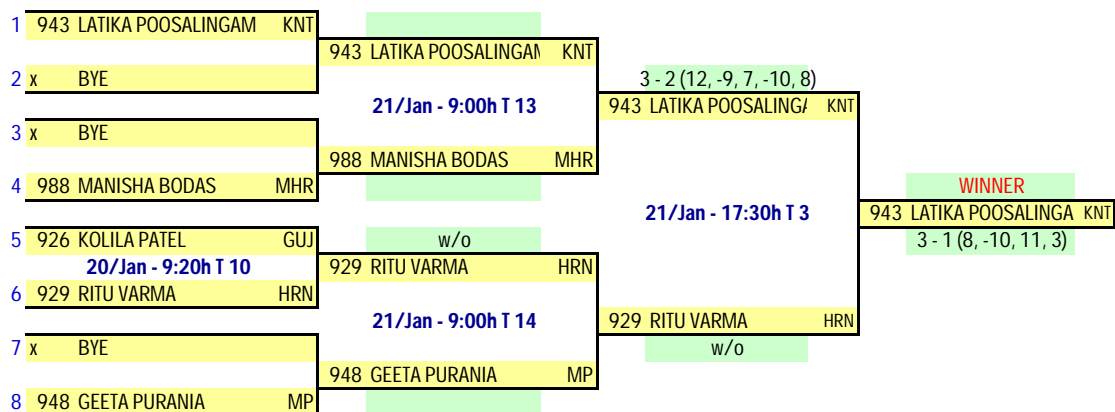 1 943 LATIKA POOSALINGAM KNT
943 LATIKA POOSALINGAM KNT
2 x BYE
3 - 2 (12, -9, 7, -10, 8)
21/Jan - 9:00h T 13
943 LATIKA POOSALINGA KNT
3 x BYE
988 MANISHA BODAS MHR
4 988 MANISHA BODAS MHR
WINNER
21/Jan - 17:30h T 3
943 LATIKA POOSALINGA KNT
5 926 KOLILA PATEL GUJ
w/o
3 - 1 (8, -10, 11, 3)
20/Jan - 9:20h T 10
929 RITU VARMA HRN
6 929 RITU VARMA HRN
21/Jan - 9:00h T 14
929 RITU VARMA HRN
7 x BYE
w/o
948 GEETA PURANIA MP
8 948 GEETA PURANIA MP